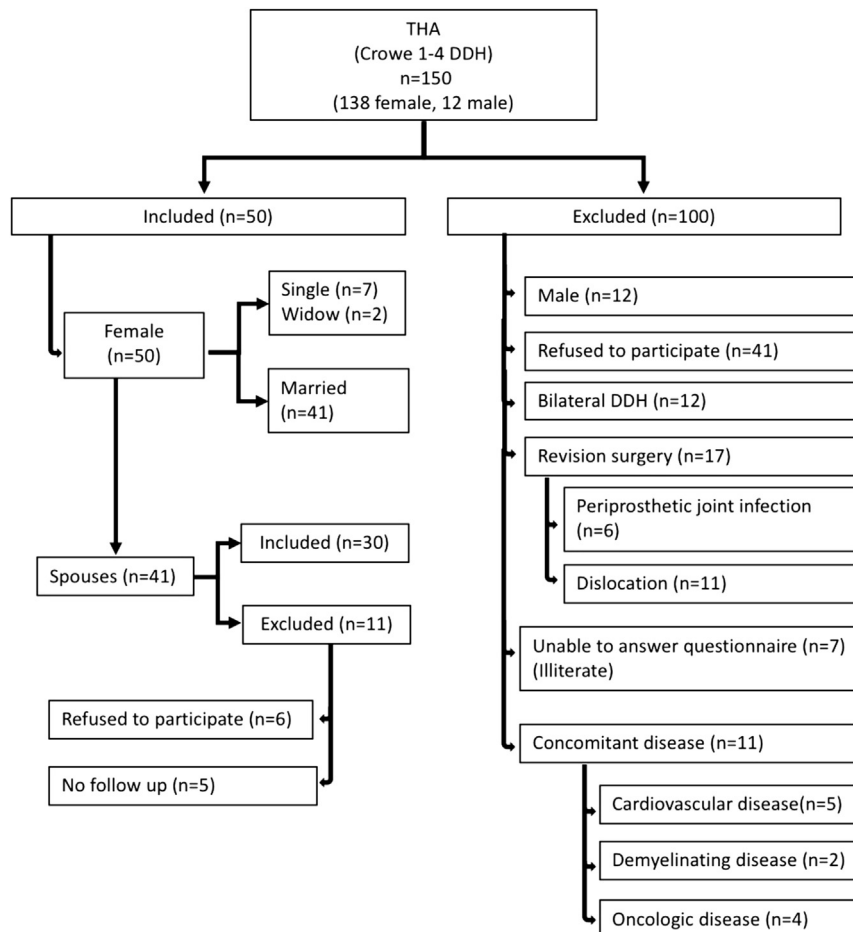 THA
(Crowe 1-4 DDH)
n=150
(138 female, 12 male)
Included (n=50)
Excluded (n=100)
Female
(n=50)
Single (n=7)
Widow (n=2)
Married
(n=41)
Spouses (n=41)
Included (n=30)
Excluded (n=11)
Refused to participate (n=6)
No follow up (n=5)
Male (n=12)
Refused to participate (n=41)
Bilateral DDH (n=12)
Revision surgery (n=17)
Periprosthetic joint infection
(n=6)
Dislocation (n=11)
Unable to answer questionnaire (n=7)
(Illiterate)
Concomitant disease (n=11)
Cardiovascular disease(n=5)
Demyelinating disease (n=2)
Oncologic disease (n=4)